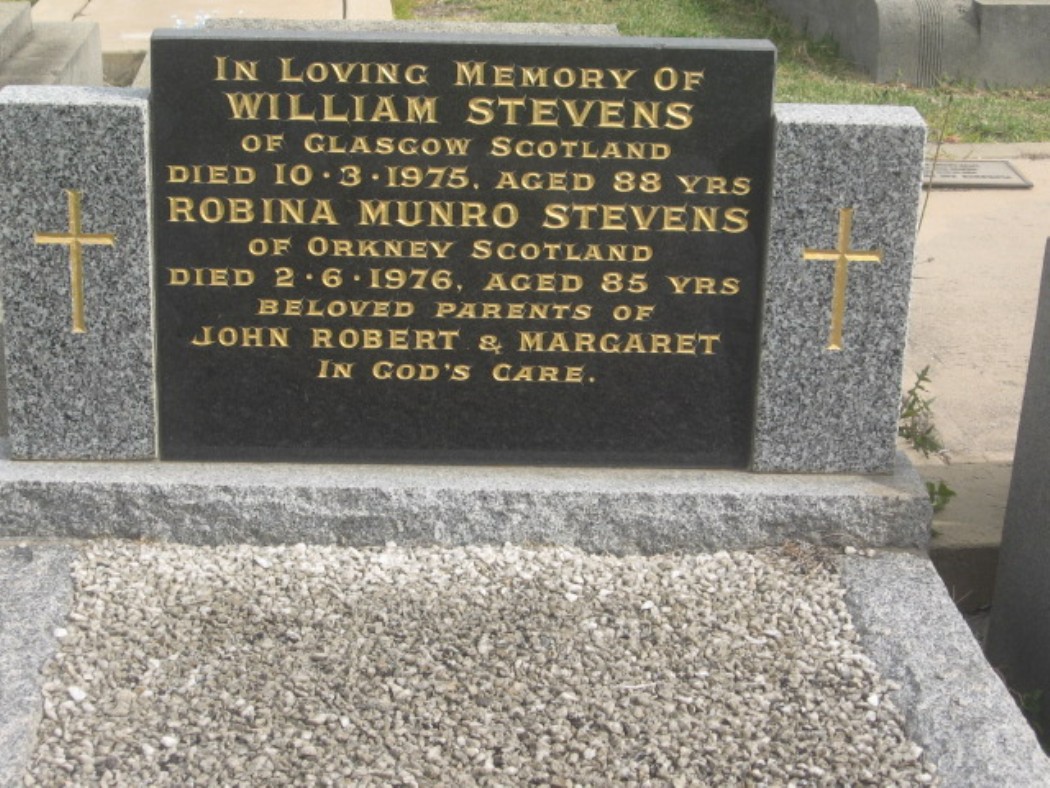 In Loving Memory Of
WILLIAM STEVENS
OF GLASGOW SCOTLAND
DIED 10·3·1975, AGED 88 YRS
ROBINA MUNRO STEVENS
OF ORKNEY SCOTLAND
DIED 2·6·1976, AGED 85 YRS
BELOVED PARENTS OF
JOHN ROBERT & MARGARET
IN GOD'S CARE.